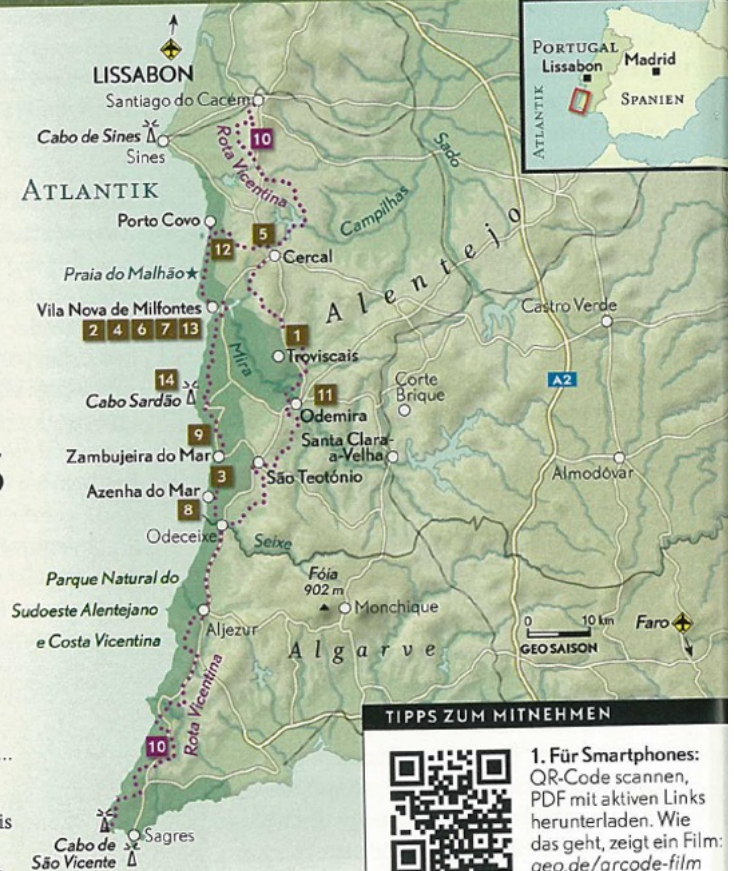 LISSABON
Santiago do Cacém
Cabo de Sines
Sines
10
Rota Vicentina
ATLANTIK
Sado
Campilhas
Porto Covo
5
12
Cercal
Praia do Malhão
Alentejo
Vila Nova de Milfontes
2 4 6 7 13
Mira
1
Troviscais
Castro Verde
14
Cabo Sardão
A2
Corte
Brique
11
Odemira
9
Zambujeira do Mar
Santa Clara-
a-Velha
3
São Teotónio
Almodóvar
Azenha do Mar
8
Odeceixe
Seixe
Parque Natural do
Sudoeste Alentejano
e Costa Vicentina
Fóia
902 m
Monchique
Aljezur
Algarve
0 10 km
GEO SAISON
Faro
Rota Vicentina
10
Cabo de
São Vicente
Sagres
PORTUGAL
Lissabon
Madrid
SPANIEN
ATLANTIK
TIPPS ZUM MITNEHMEN
1. Für Smartphones:
QR-Code scannen,
PDF mit aktiven Links
herunterladen. Wie
das geht, zeigt ein Film:
geo.de/qrcode-film